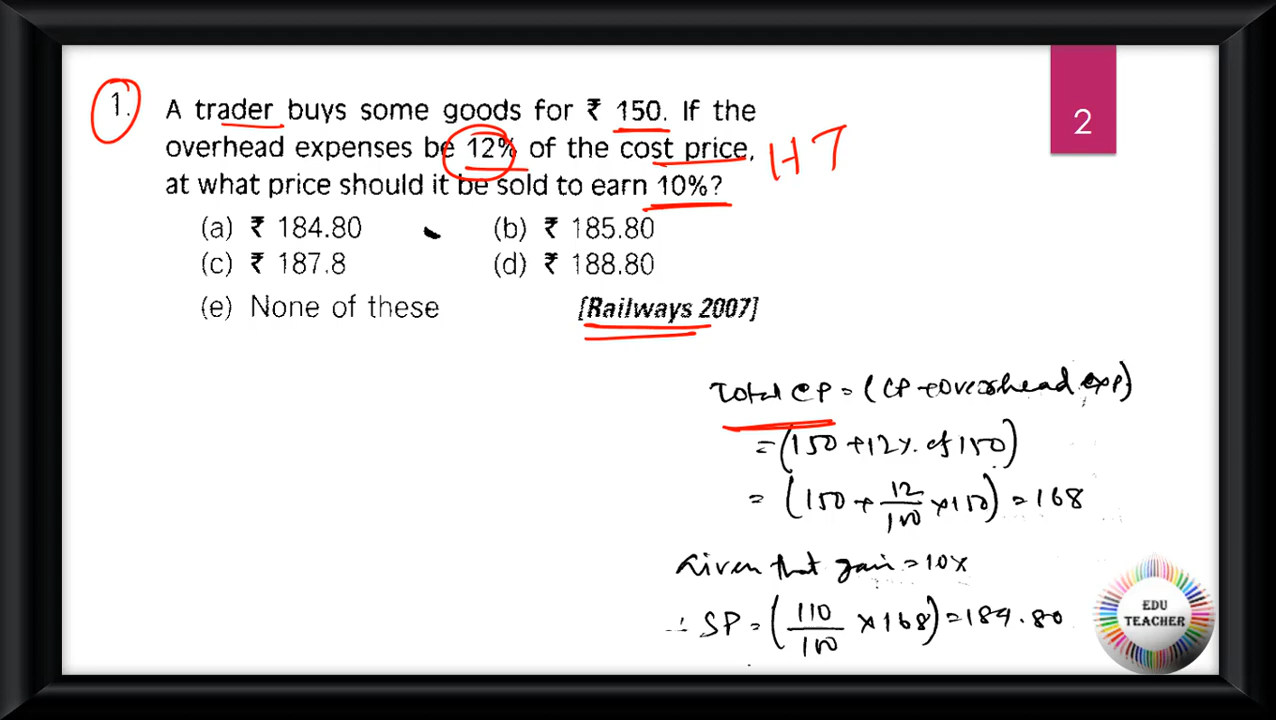 2
1.
A trader buys some goods for ₹ 150. If the
overhead expenses be 12% of the cost price,
at what price should it be sold to earn 10%?
HT
(a) ₹ 184.80 (b) ₹ 185.80
(c) ₹ 187.8 (d) ₹ 188.80
(e) None of these [Railways 2007]
Total CP = (CP + Overhead exp)
= (150 + 12% of 150)
= (150 + 12/100 × 150) = 168
Given that gain = 10%
∴ SP = (110/100 × 168) = 184.80
EDU
TEACHER